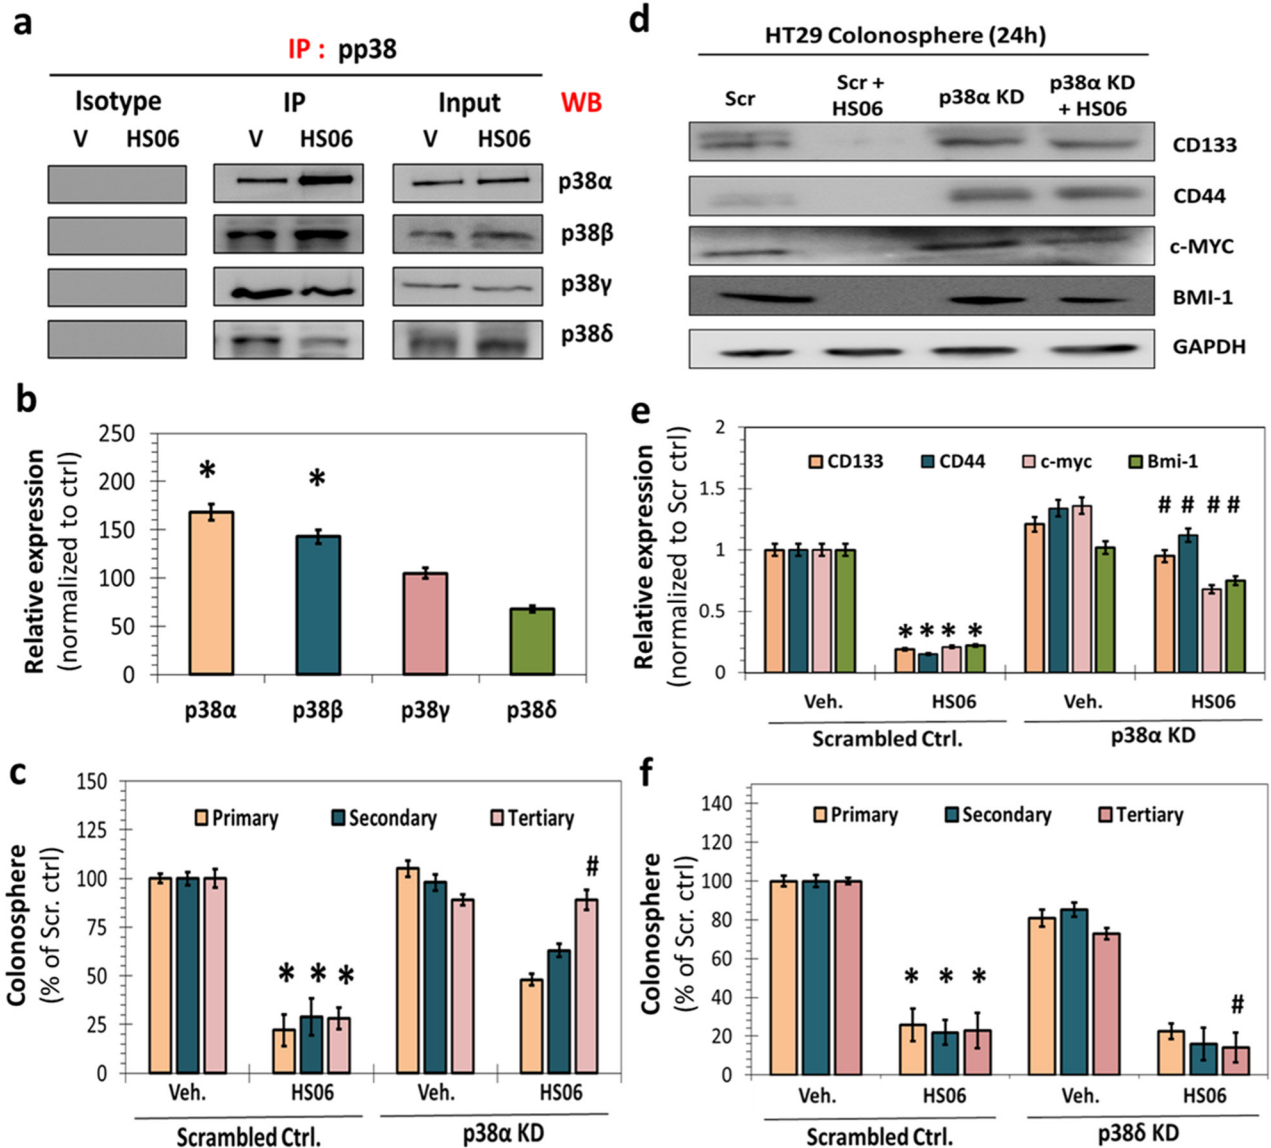 a
IP : pp38
Isotype IP Input WB
V HS06 V HS06 V HS06
p38α
p38β
p38γ
p38δ
b
Relative expression
(normalized to ctrl)
250
200
150
100
50
0
* *
p38α p38β p38γ p38δ
c
Colonosphere
(% of Scr. ctrl)
150
125
100
75
50
25
0
Primary Secondary Tertiary
* * * #
Veh. HS06 Veh. HS06
Scrambled Ctrl. p38α KD
d
HT29 Colonosphere (24h)
Scr Scr + HS06 p38α KD p38α KD + HS06
CD133
CD44
c-MYC
BMI-1
GAPDH
e
Relative expression
(normalized to Scr ctrl)
2
1.5
1
0.5
0
CD133 CD44 c-myc Bmi-1
* * * * # # # #
Veh. HS06 Veh. HS06
Scrambled Ctrl. p38α KD
f
Colonosphere
(% of Scr. ctrl)
140
120
100
80
60
40
20
0
Primary Secondary Tertiary
* * * #
Veh. HS06 Veh. HS06
Scrambled Ctrl. p38δ KD